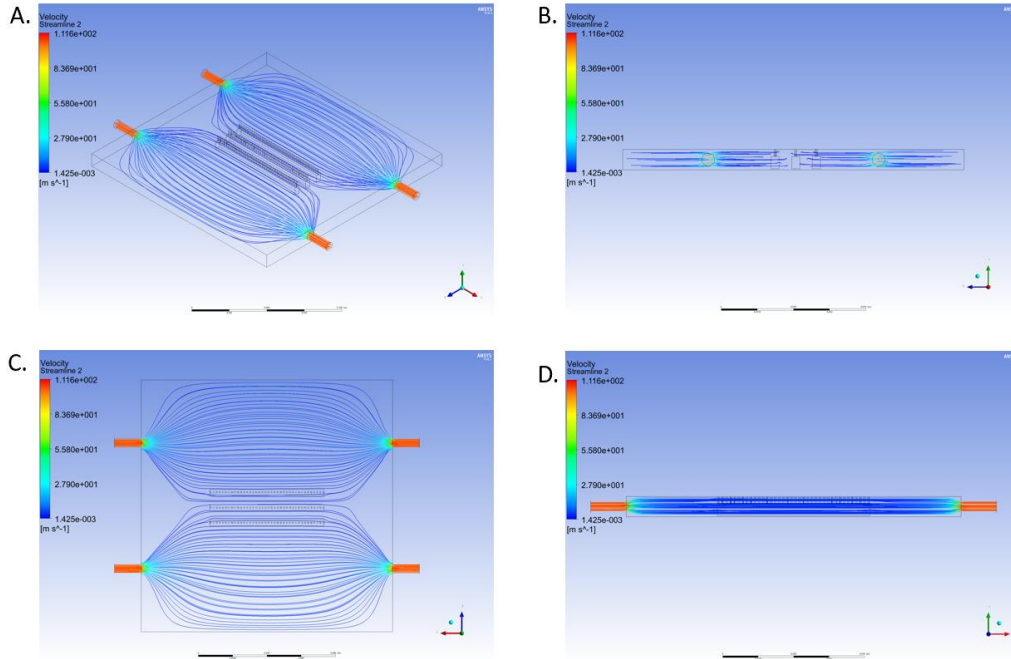 A.
ANSYS
Velocity
Streamline 2
1.116e+002
8.369e+001
5.580e+001
2.790e+001
1.425e-003
[m s^-1]
B.
ANSYS
Velocity
Streamline 2
1.116e+002
8.369e+001
5.580e+001
2.790e+001
1.425e-003
[m s^-1]
C.
ANSYS
Velocity
Streamline 2
1.116e+002
8.369e+001
5.580e+001
2.790e+001
1.425e-003
[m s^-1]
D.
ANSYS
Velocity
Streamline 2
1.116e+002
8.369e+001
5.580e+001
2.790e+001
1.425e-003
[m s^-1]